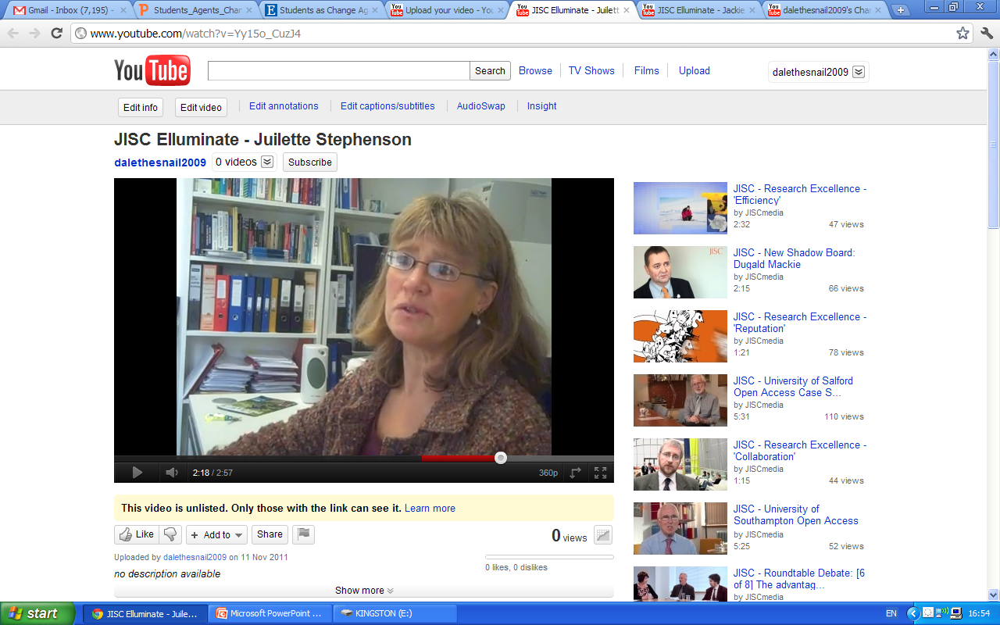 Gmail - Inbox (7,195) -
Students_Agents_Char
Students as Change Ag
Upload your video - You
JISC Elluminate - Juilett
JISC Elluminate - Jackie
dalethesnail2009's Char
www.youtube.com/watch?v=Yy15o_CuzJ4
YouTube
Search
Browse
TV Shows
Films
Upload
dalethesnail2009
Edit info
Edit video
Edit annotations
Edit captions/subtitles
AudioSwap
Insight
JISC Elluminate - Juilette Stephenson
dalethesnail2009
0 videos
Subscribe
2:18 / 2:57
360p
This video is unlisted. Only those with the link can see it. Learn more
Like
+ Add to
Share
0 views
Uploaded by dalethesnail2009 on 11 Nov 2011
0 likes, 0 dislikes
no description available
Show more
JISC - Research Excellence -
'Efficiency'
by JISCmedia
2:32
47 views
JISC
JISC - New Shadow Board:
Dugald Mackie
by JISCmedia
2:15
66 views
JISC - Research Excellence -
'Reputation'
by JISCmedia
1:21
78 views
JISC - University of Salford
Open Access Case S...
by JISCmedia
5:31
110 views
JISC - Research Excellence -
'Collaboration'
by JISCmedia
1:15
44 views
JISC - University of
Southampton Open Access
by JISCmedia
5:25
52 views
JISC - Roundtable Debate: [6
of 8] The advantag...
by JISCmedia
start
JISC Elluminate - Juile...
Microsoft PowerPoint ...
KINGSTON (E:)
EN
16:54